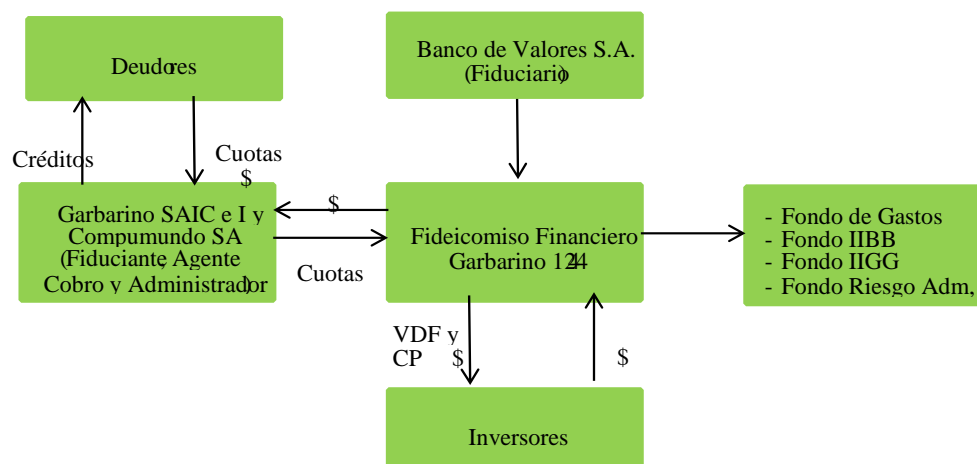 Deudores
Banco de Valores S.A.
(Fiduciario)
Créditos
Cuotas
$
Garbarino SAIC e I y
Compumundo SA
(Fiduciante, Agente
Cobro y Administrador)
$
Cuotas
Fideicomiso Financiero
Garbarino 124
- Fondo de Gastos
- Fondo IIBB
- Fondo IIGG
- Fondo Riesgo Adm,
VDF y
CP $
$
Inversores